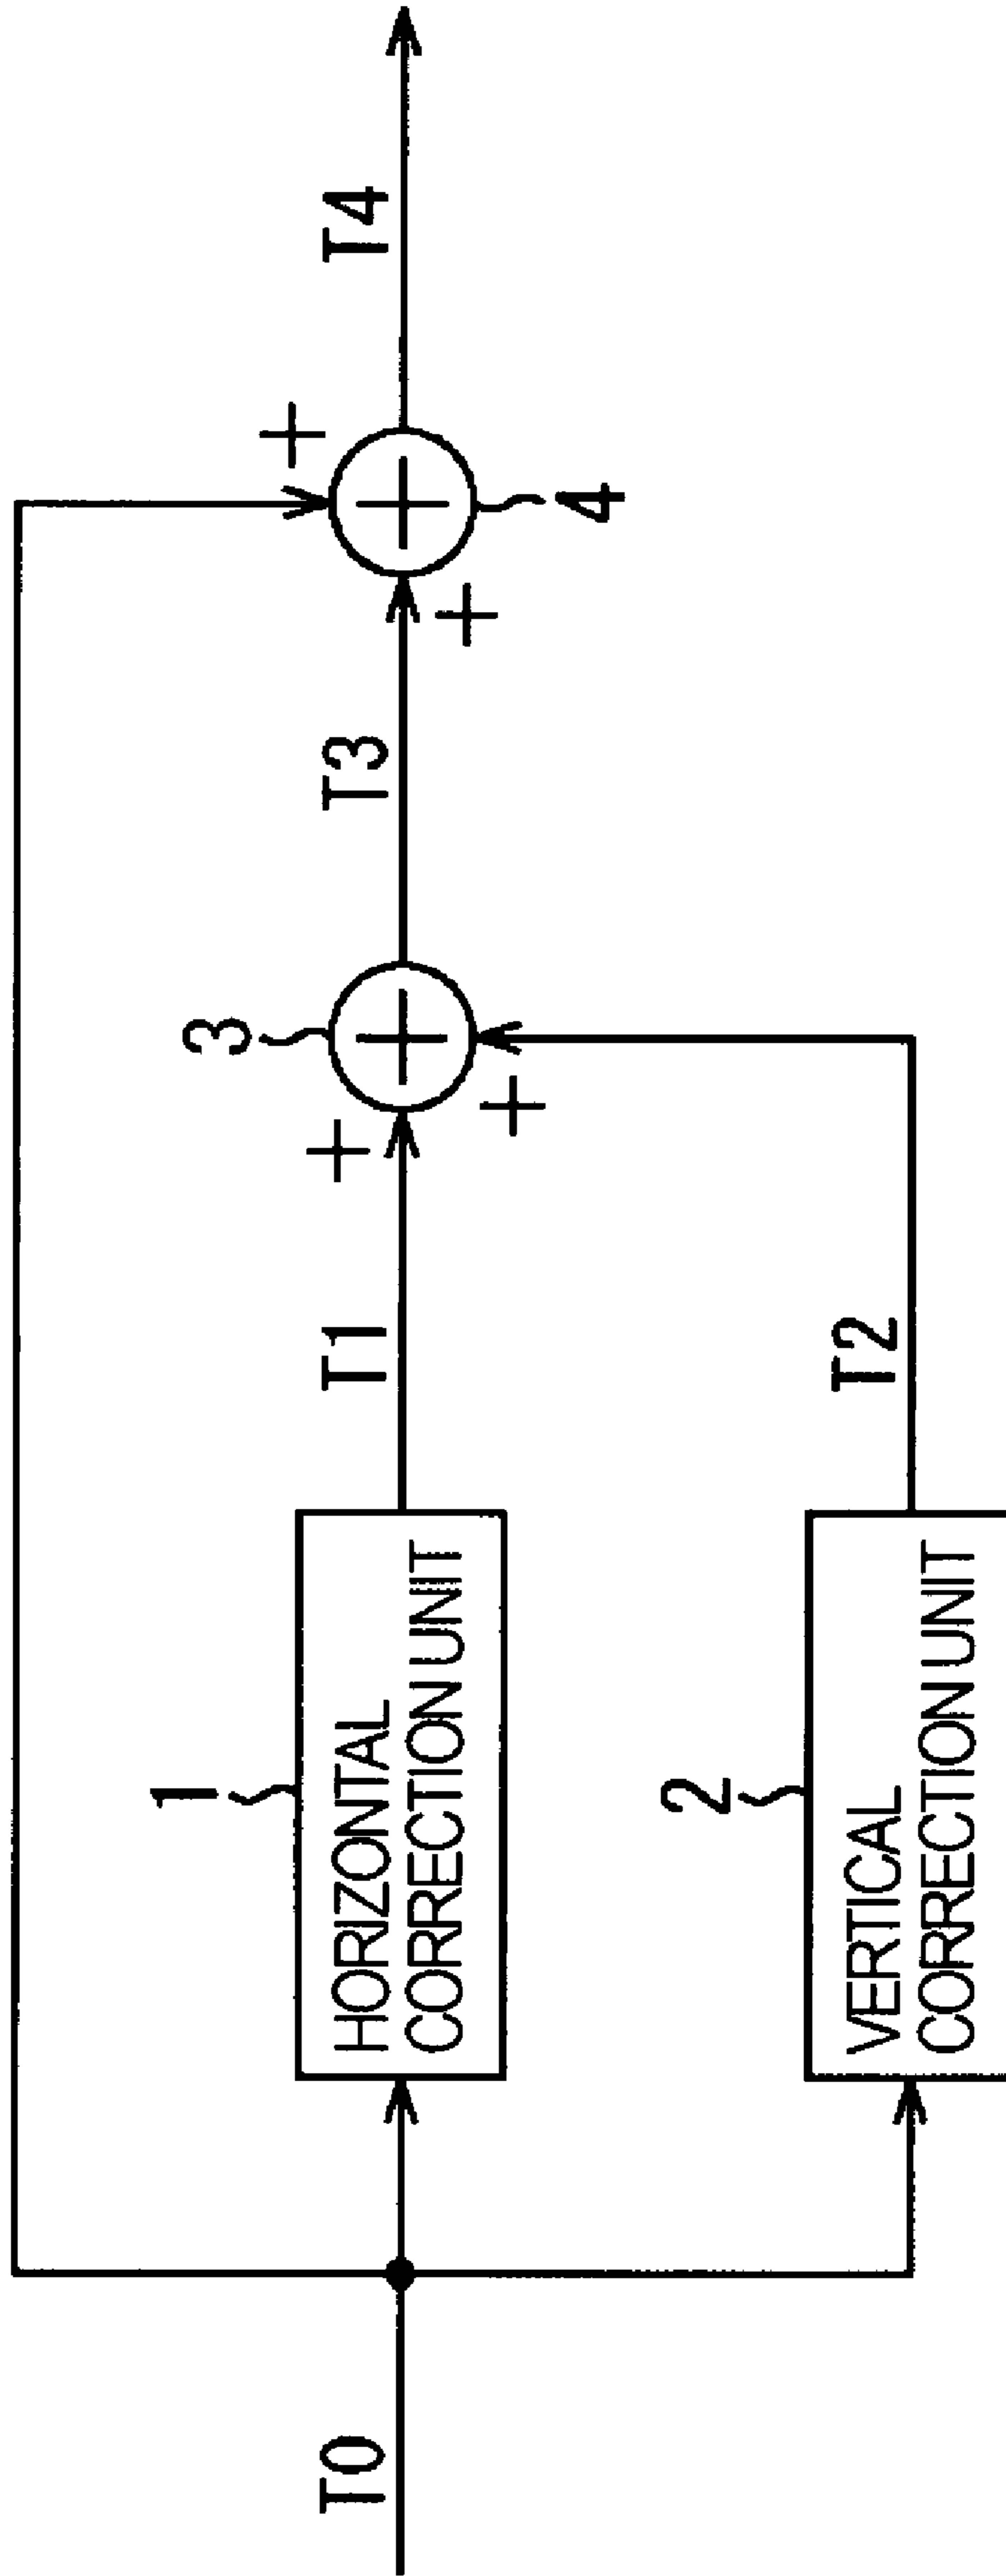 T0
1
HORIZONTAL
CORRECTION UNIT
T1
+
+
3
+
T3
+
+
4
+
T4
2
VERTICAL
CORRECTION UNIT
T2